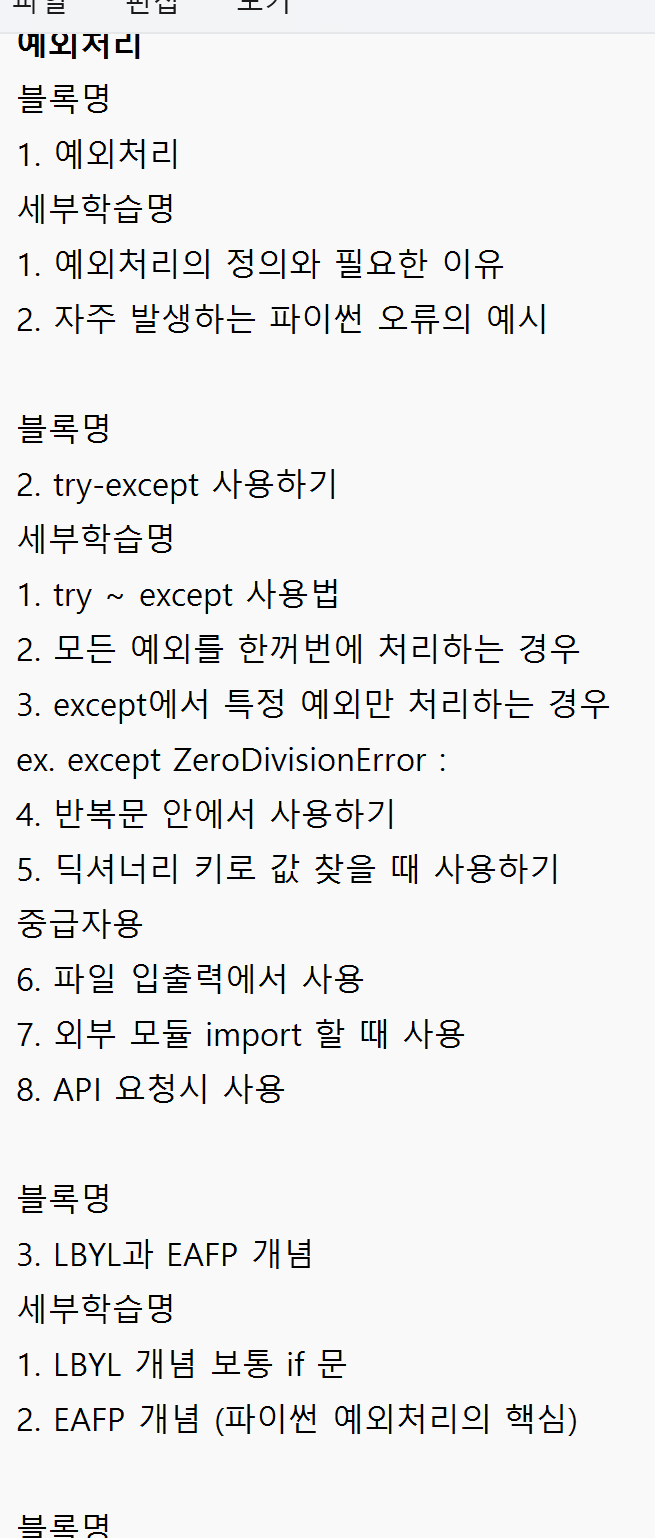 파일 편집 보기
예외처리
블록명
1. 예외처리
세부학습명
1. 예외처리의 정의와 필요한 이유
2. 자주 발생하는 파이썬 오류의 예시
블록명
2. try-except 사용하기
세부학습명
1. try ~ except 사용법
2. 모든 예외를 한꺼번에 처리하는 경우
3. except에서 특정 예외만 처리하는 경우
ex. except ZeroDivisionError :
4. 반복문 안에서 사용하기
5. 딕셔너리 키로 값 찾을 때 사용하기
중급자용
6. 파일 입출력에서 사용
7. 외부 모듈 import 할 때 사용
8. API 요청시 사용
블록명
3. LBYL과 EAFP 개념
세부학습명
1. LBYL 개념 보통 if 문
2. EAFP 개념 (파이썬 예외처리의 핵심)
블록명